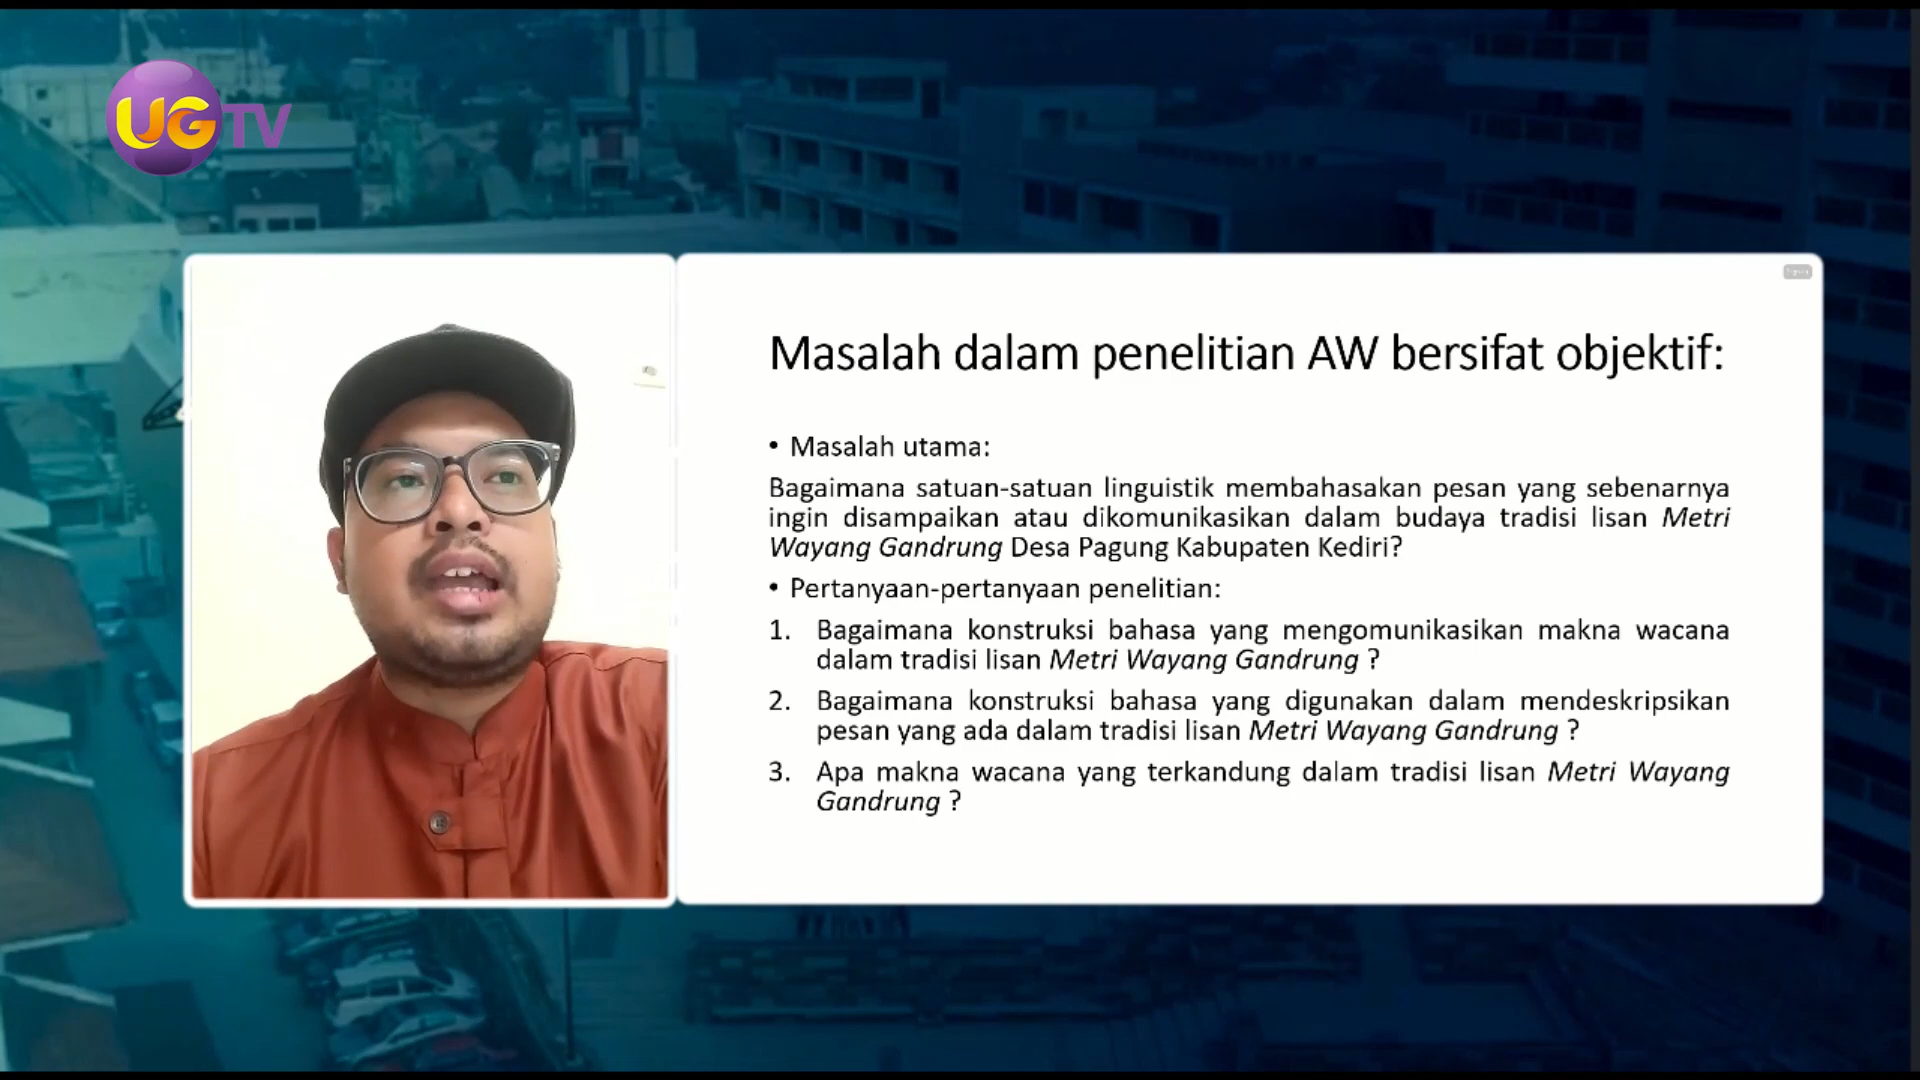 UGTV
Masalah dalam penelitian AW bersifat objektif:
• Masalah utama:
Bagaimana satuan-satuan linguistik membahasakan pesan yang sebenarnya
ingin disampaikan atau dikomunikasikan dalam budaya tradisi lisan Metri
Wayang Gandrung Desa Pagung Kabupaten Kediri?
• Pertanyaan-pertanyaan penelitian:
1. Bagaimana konstruksi bahasa yang mengomunikasikan makna wacana
dalam tradisi lisan Metri Wayang Gandrung ?
2. Bagaimana konstruksi bahasa yang digunakan dalam mendeskripsikan
pesan yang ada dalam tradisi lisan Metri Wayang Gandrung ?
3. Apa makna wacana yang terkandung dalam tradisi lisan Metri Wayang
Gandrung ?